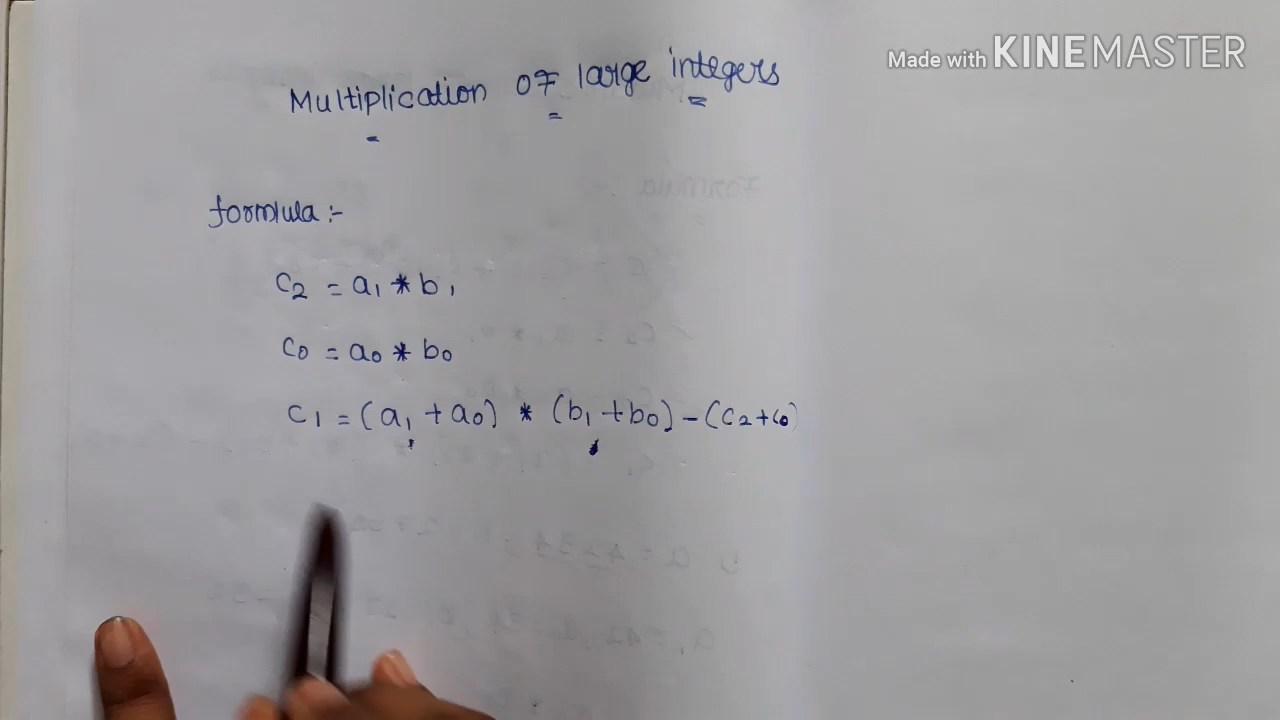 Made with KINEMASTER
Multiplication of large integers
formula :-
c2 = a1 * b1
c0 = a0 * b0
c1 = (a1 + a0) * (b1 + b0) - (c2 + c0)